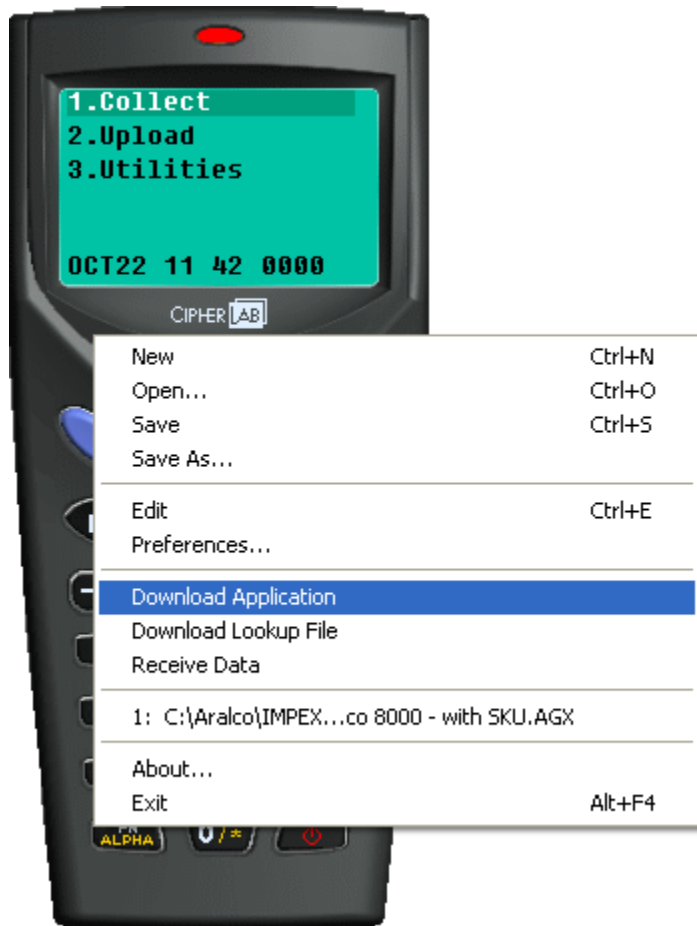 1.Collect
2.Upload
3.Utilities
OCT22 11 42 0000
CIPHER LAB
New Ctrl+N
Open... Ctrl+O
Save Ctrl+S
Save As...
Edit Ctrl+E
Preferences...
Download Application
Download Lookup File
Receive Data
1: C:\Aralco\IMPEX...co 8000 - with SKU.AGX
About...
Exit Alt+F4
ALPHA 0/*